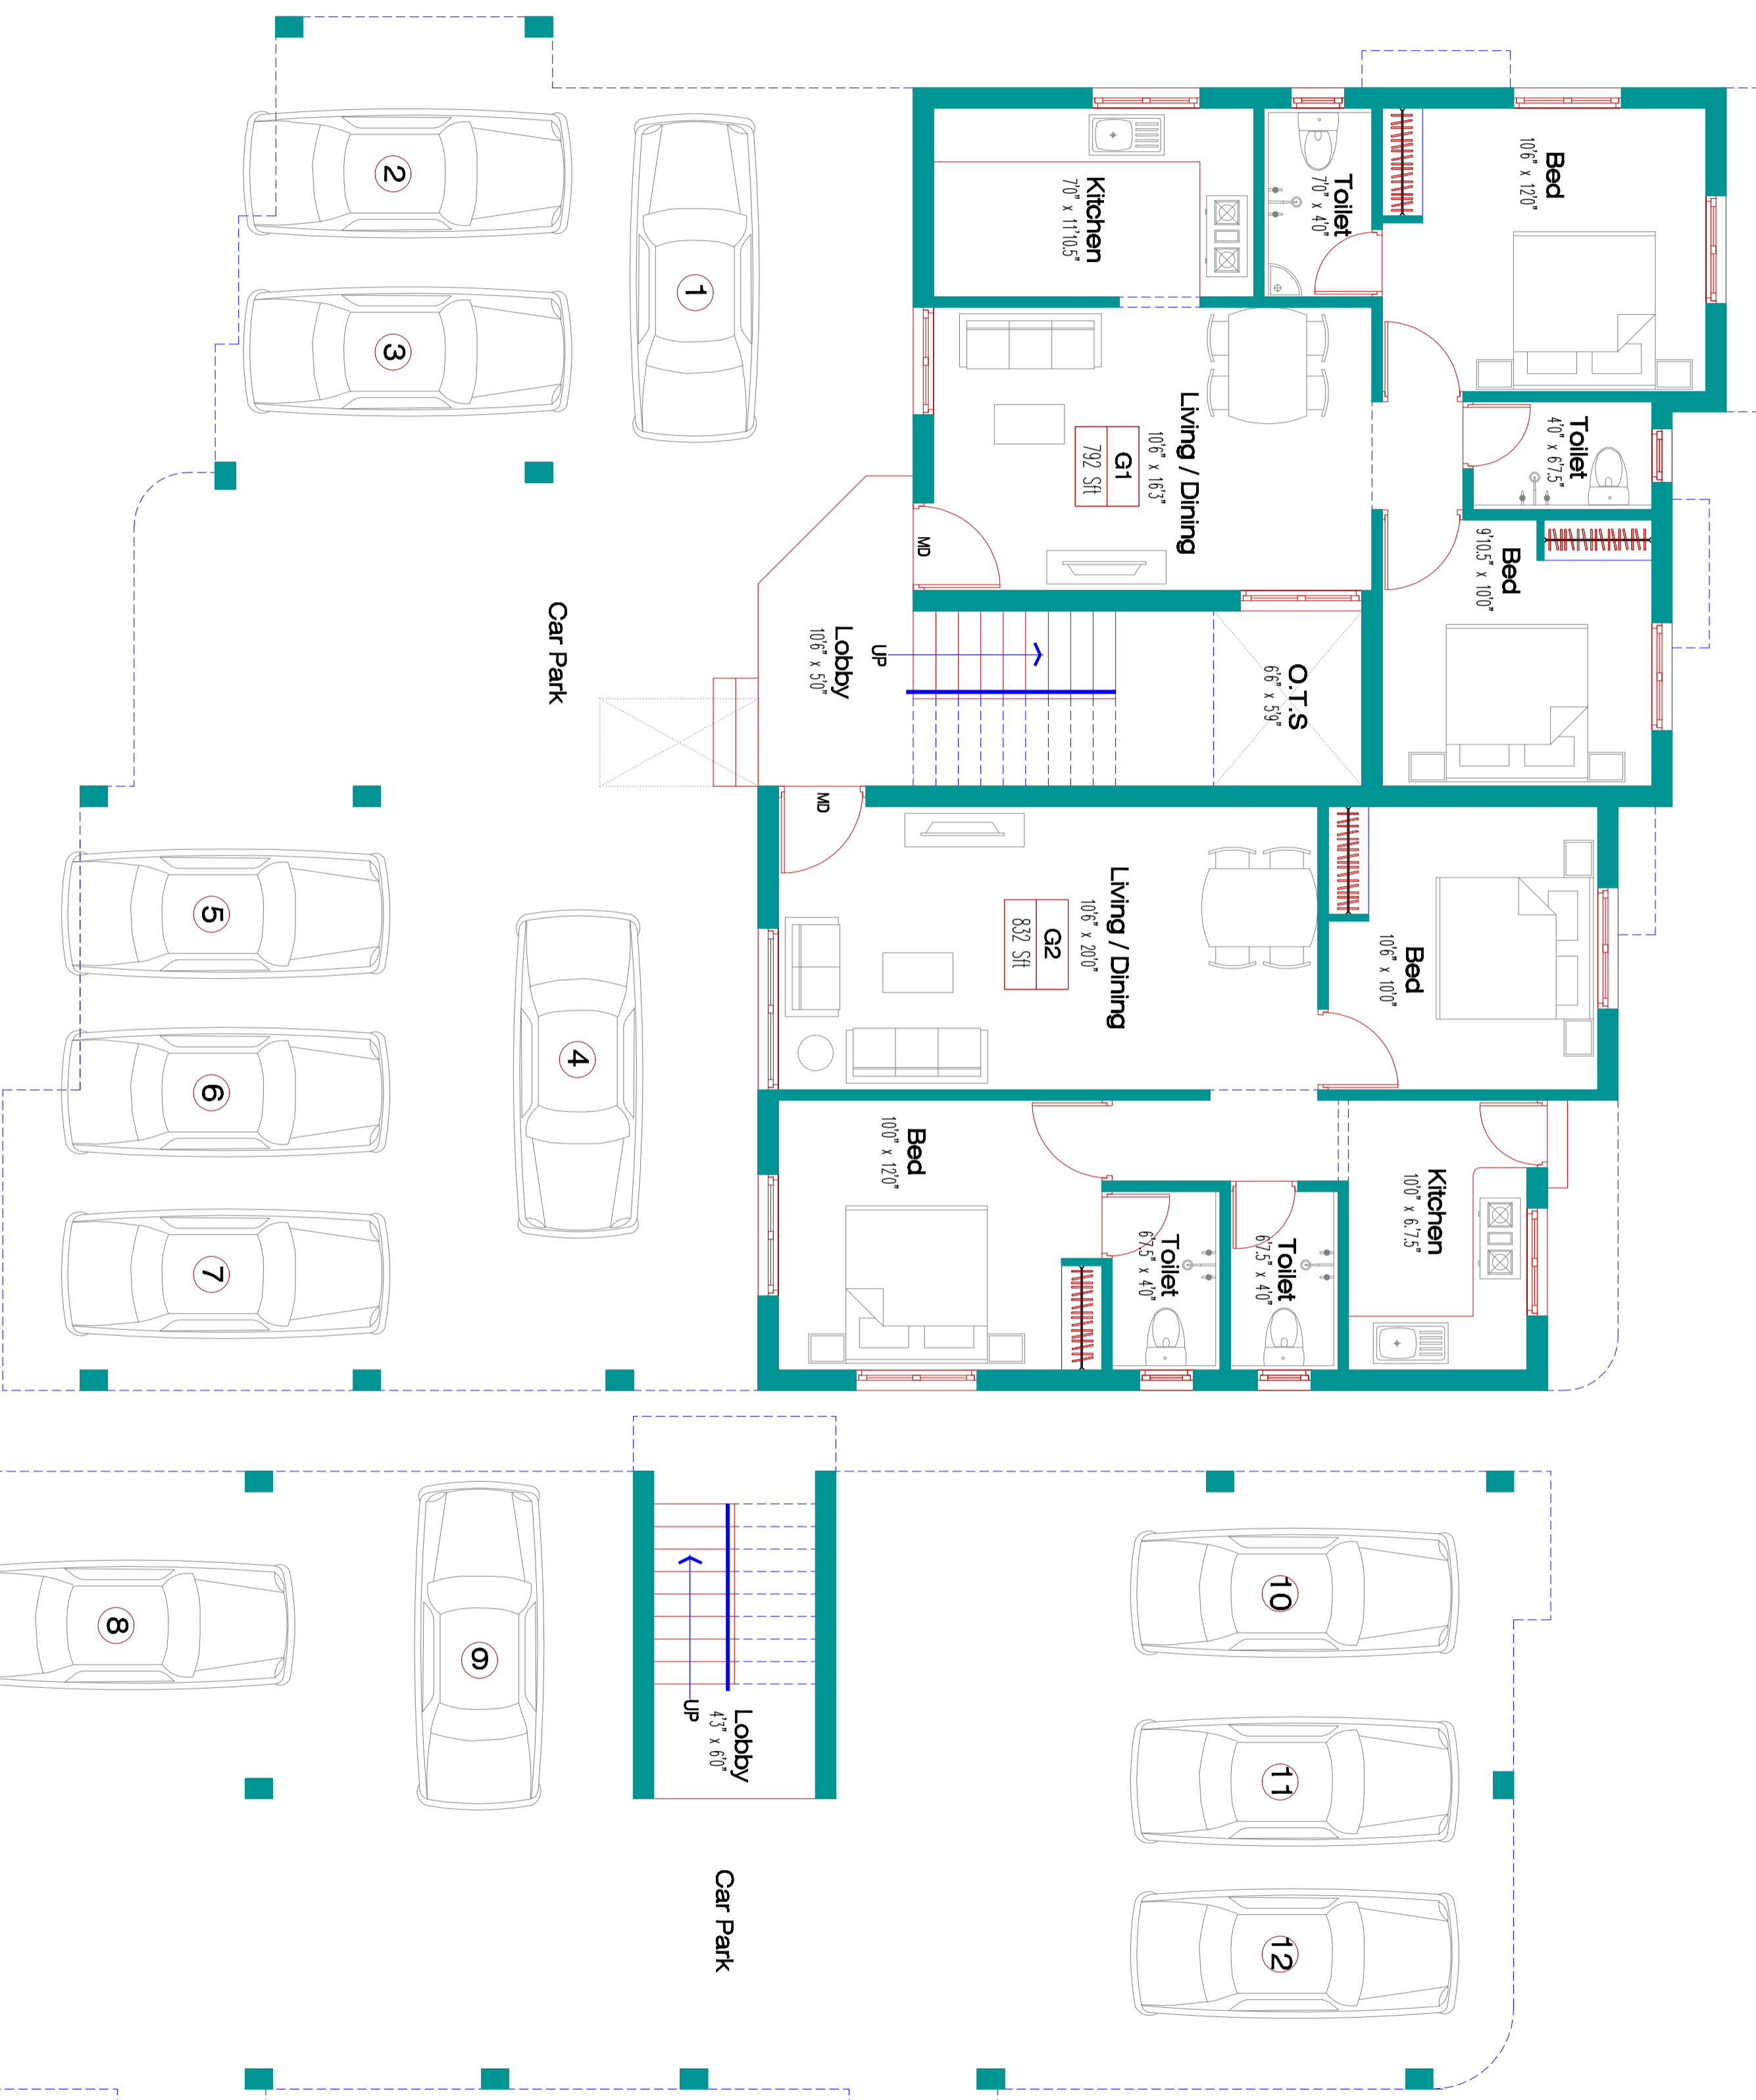 Bed
10'6" x 12'0"
Toilet
7'0" x 4'0"
Kitchen
7'0" x 11'10.5"
Toilet
4'0" x 6'7.5"
Bed
9'10.5" x 10'0"
Living / Dining
10'6" x 16'3"
G1
792 Sft
MD
O.T.S
6'6" x 5'9"
UP
Lobby
10'6" x 5'0"
1
2
3
Car Park
MD
Bed
10'6" x 10'0"
Living / Dining
10'6" x 20'0"
G2
832 Sft
Kitchen
10'0" x 6.'7.5"
Toilet
6'7.5" x 4'0"
Toilet
6'7.5" x 4'0"
Bed
10'0" x 12'0"
4
5
6
7
10
11
12
UP
Lobby
4'3" x 6'0"
9
8
Car Park